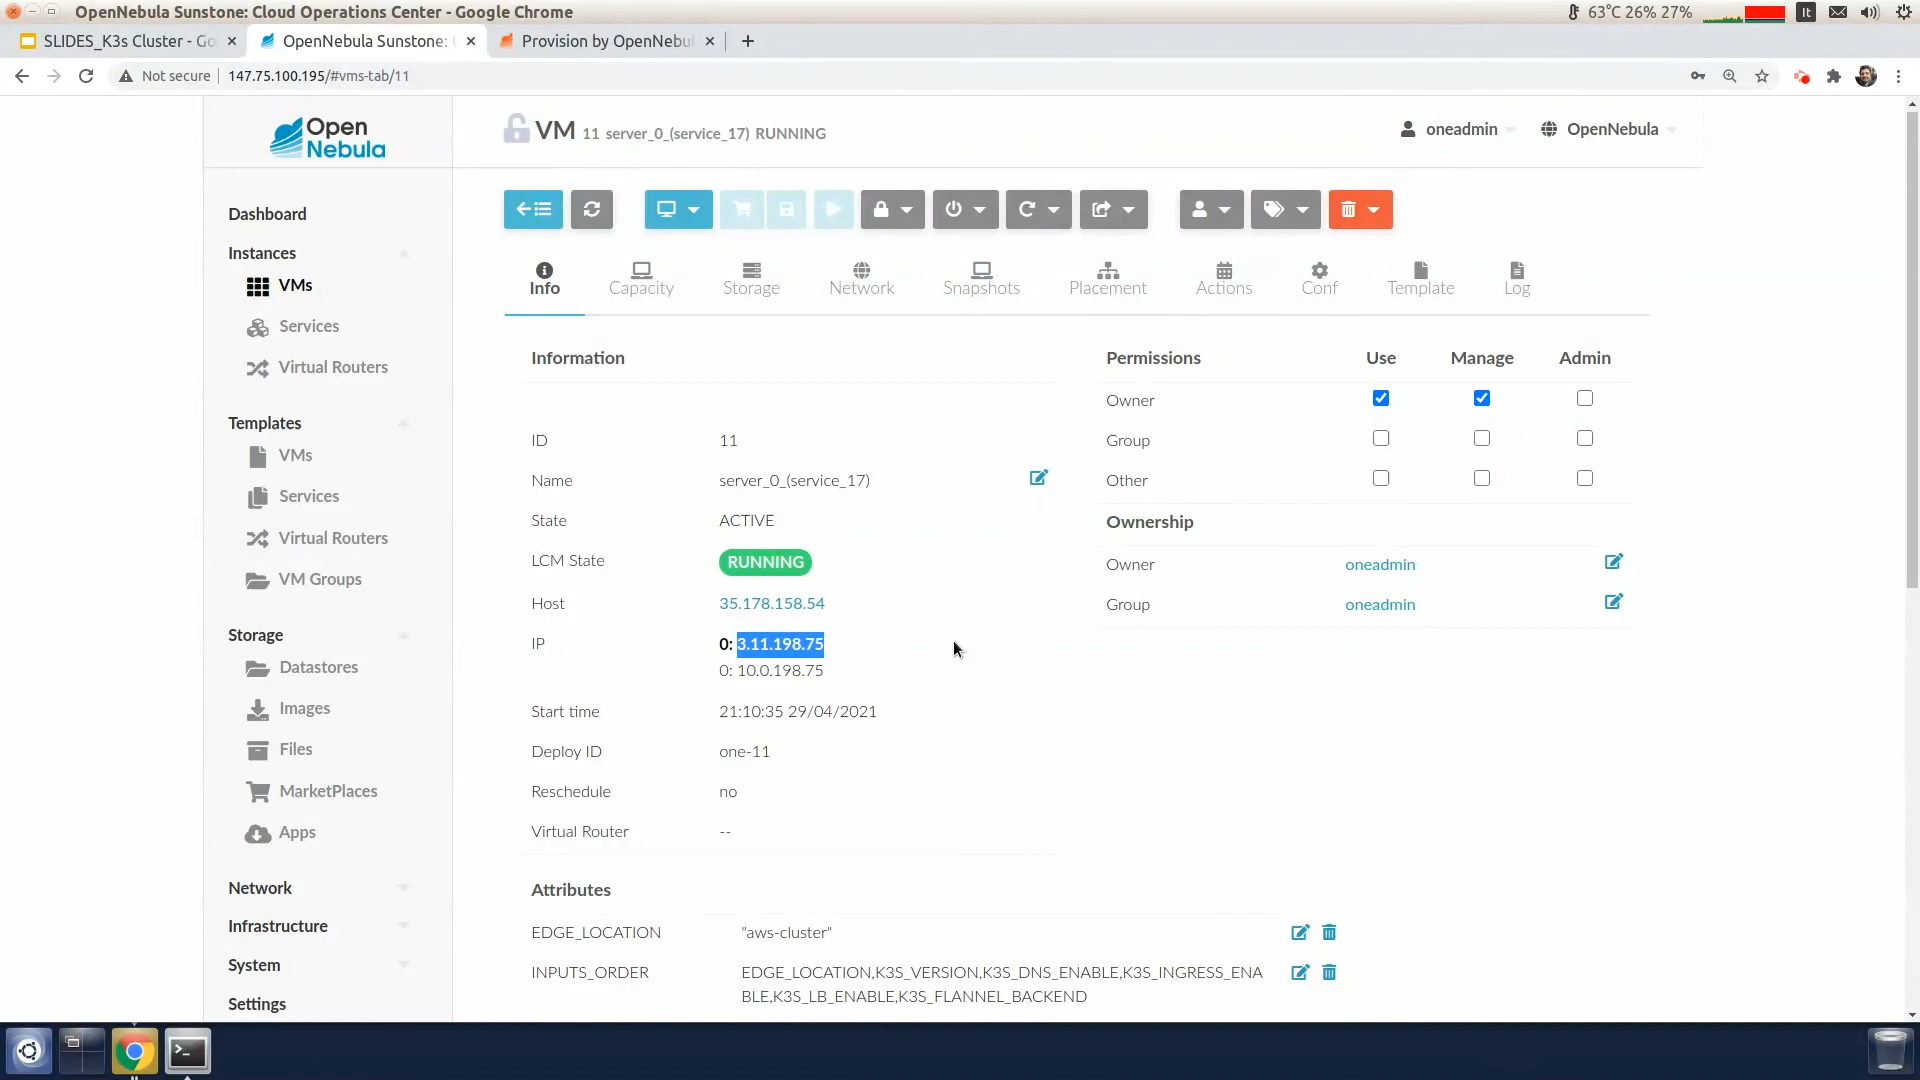 OpenNebula Sunstone: Cloud Operations Center - Google Chrome
63°C 26% 27%
It
SLIDES_K3s Cluster - Go
OpenNebula Sunstone:
Provision by OpenNebu
Not secure
147.75.100.195/#vms-tab/11
Open
Nebula
VM 11 server_0_(service_17) RUNNING
oneadmin
OpenNebula
Dashboard
Instances
VMs
Services
Virtual Routers
Templates
VMs
Services
Virtual Routers
VM Groups
Storage
Datastores
Images
Files
MarketPlaces
Apps
Network
Infrastructure
System
Settings
Info
Capacity
Storage
Network
Snapshots
Placement
Actions
Conf
Template
Log
Information
ID 11
Name server_0_(service_17)
State ACTIVE
LCM State RUNNING
Host 35.178.158.54
IP 0: 3.11.198.75
0: 10.0.198.75
Start time 21:10:35 29/04/2021
Deploy ID one-11
Reschedule no
Virtual Router --
Permissions Use Manage Admin
Owner
Group
Other
Ownership
Owner oneadmin
Group oneadmin
Attributes
EDGE_LOCATION "aws-cluster"
INPUTS_ORDER EDGE_LOCATION,K3S_VERSION,K3S_DNS_ENABLE,K3S_INGRESS_ENA
BLE,K3S_LB_ENABLE,K3S_FLANNEL_BACKEND